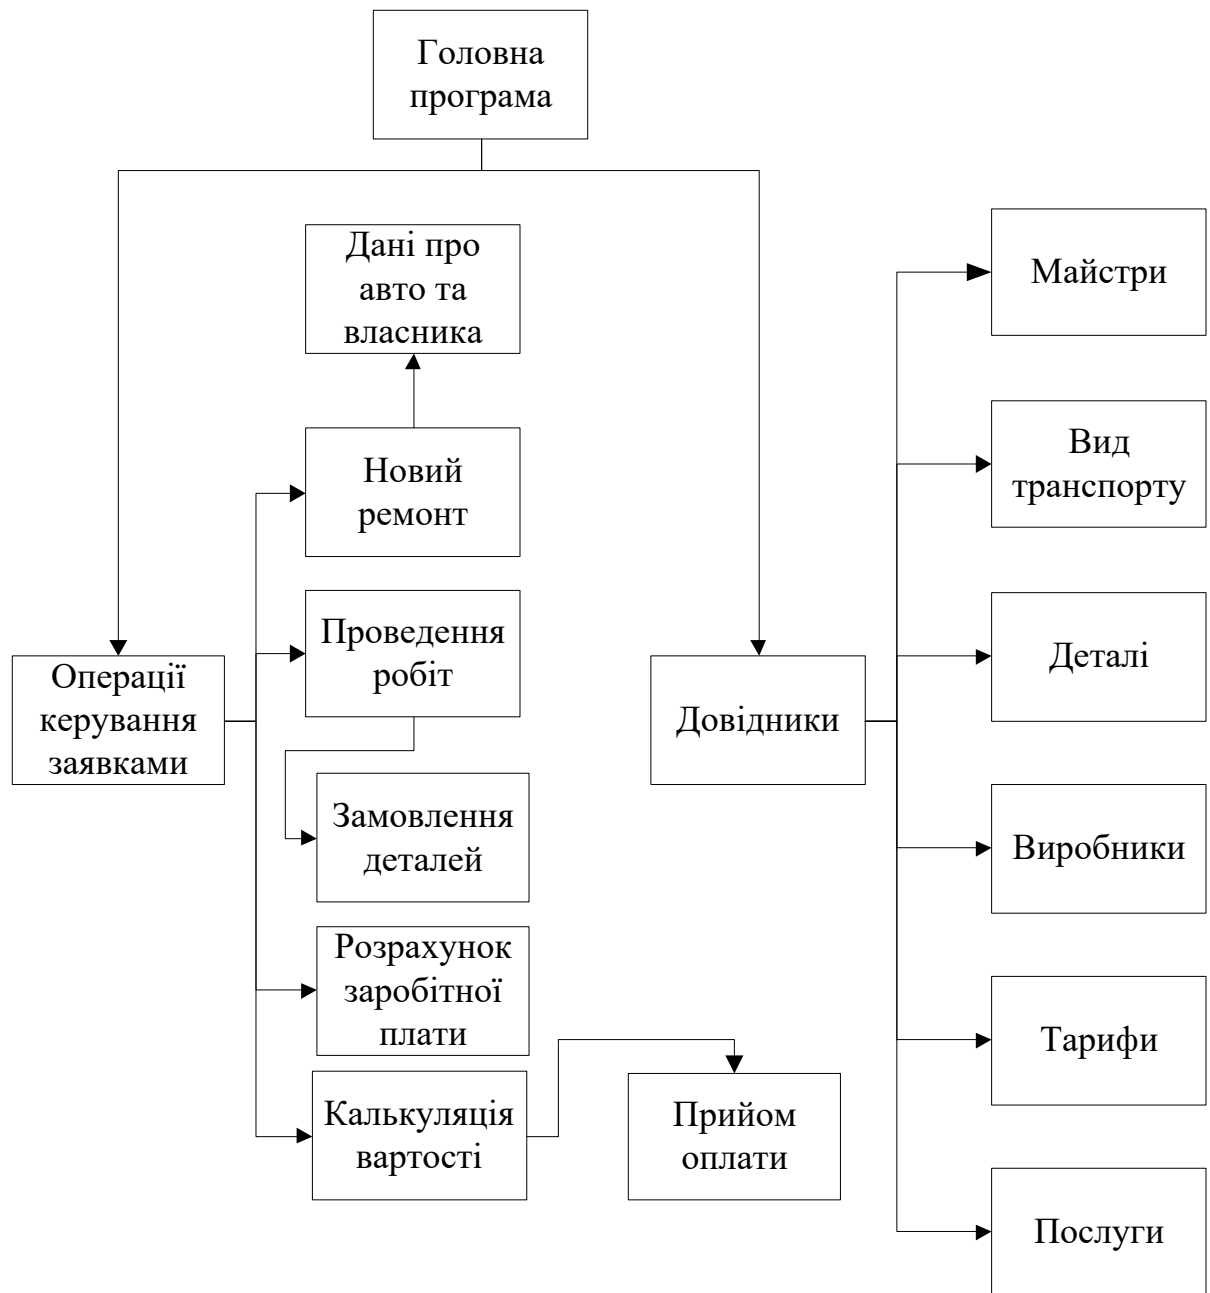 Головна
програма
Дані про
авто та
власника
Новий
ремонт
Проведення
робіт
Операції
керування
заявками
Замовлення
деталей
Розрахунок
заробітної
плати
Калькуляція
вартості
Прийом
оплати
Довідники
Майстри
Вид
транспорту
Деталі
Виробники
Тарифи
Послуги